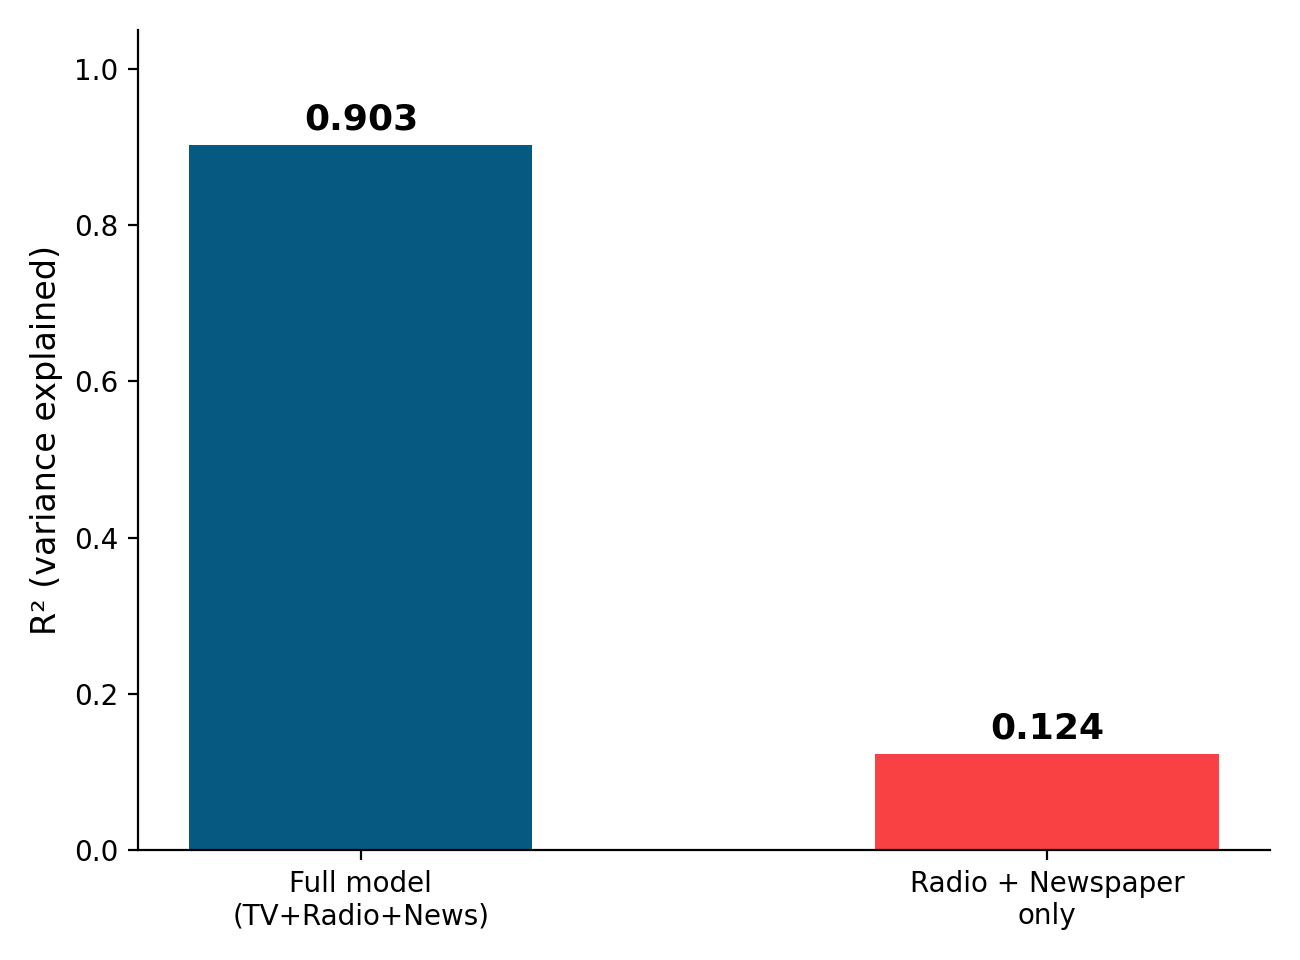 R² (variance explained)
1.0
0.8
0.6
0.4
0.2
0.0
0.903
0.124
Full model
(TV+Radio+News)
Radio + Newspaper
only